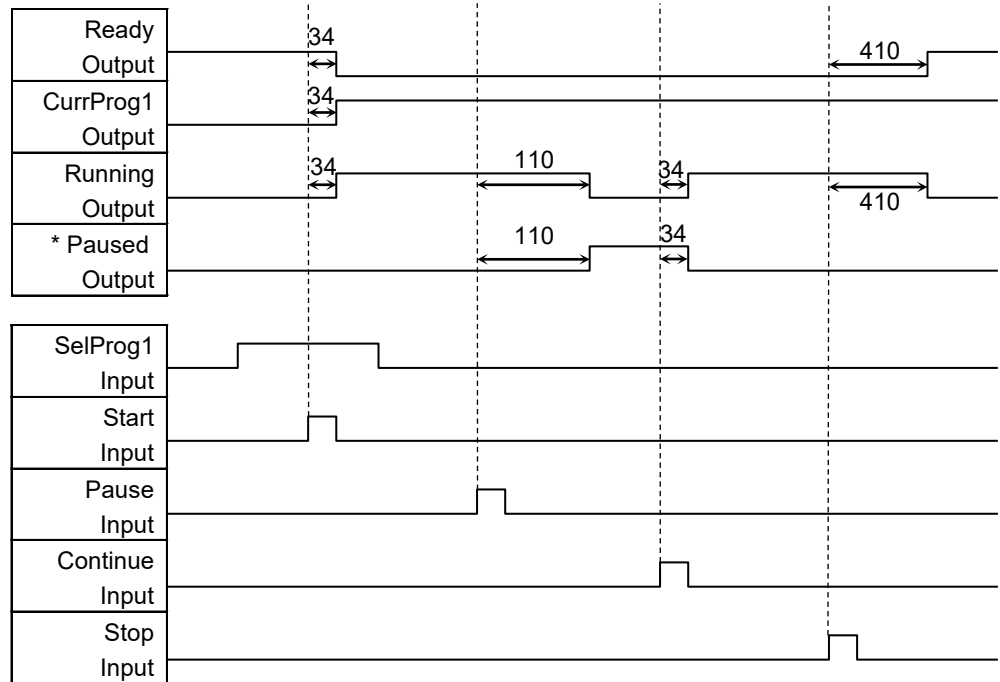 Ready
Output
34
410
CurrProg1
Output
34
Running
Output
34
110
34
410
* Paused
Output
110
34
SelProg1
Input
Start
Input
Pause
Input
Continue
Input
Stop
Input